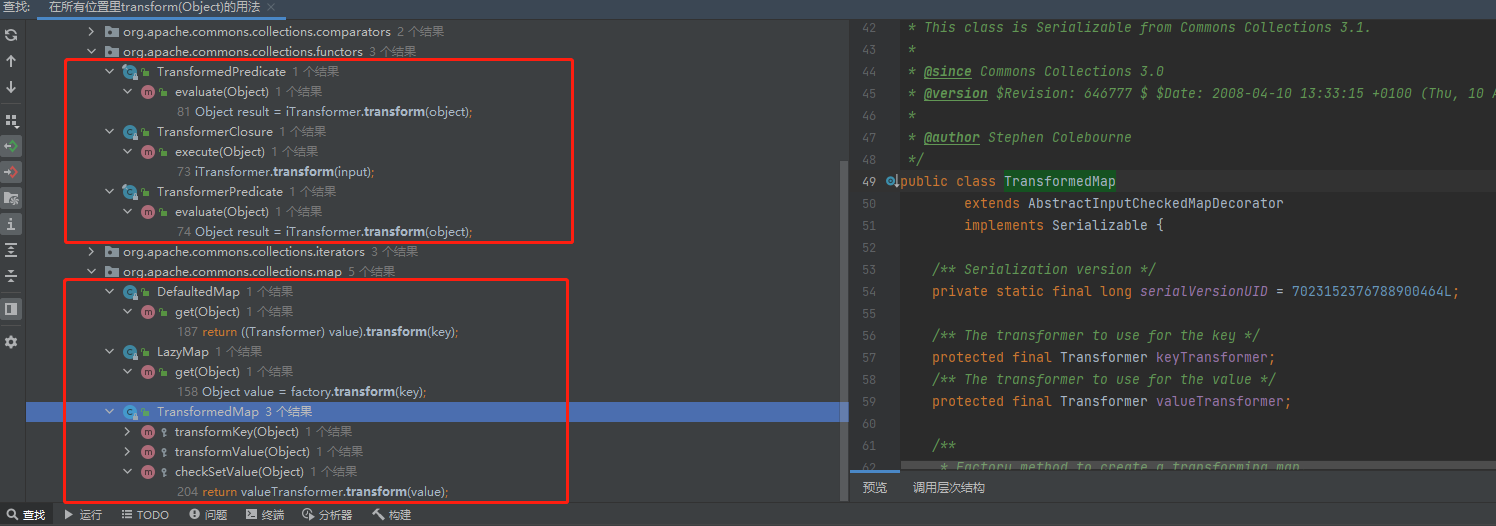 查找: 在所有位置里transform(Object)的用法 ×
org.apache.commons.collections.comparators 2 个结果
org.apache.commons.collections.functors 3 个结果
TransformedPredicate 1 个结果
evaluate(Object) 1 个结果
81 Object result = iTransformer.transform(object);
TransformerClosure 1 个结果
execute(Object) 1 个结果
73 iTransformer.transform(input);
TransformerPredicate 1 个结果
evaluate(Object) 1 个结果
74 Object result = iTransformer.transform(object);
org.apache.commons.collections.iterators 3 个结果
org.apache.commons.collections.map 5 个结果
DefaultedMap 1 个结果
get(Object) 1 个结果
187 return ((Transformer) value).transform(key);
LazyMap 1 个结果
get(Object) 1 个结果
158 Object value = factory.transform(key);
TransformedMap 3 个结果
transformKey(Object) 1 个结果
transformValue(Object) 1 个结果
checkSetValue(Object) 1 个结果
204 return valueTransformer.transform(value);
42 * This class is Serializable from Commons Collections 3.1.
43 *
44 * @since Commons Collections 3.0
45 * @version $Revision: 646777 $ $Date: 2008-04-10 13:33:15 +0100 (Thu, 10 A
46 *
47 * @author Stephen Colebourne
48 */
49 public class TransformedMap
50 extends AbstractInputCheckedMapDecorator
51 implements Serializable {
52
53 /** Serialization version */
54 private static final long serialVersionUID = 7023152376788900464L;
55
56 /** The transformer to use for the key */
57 protected final Transformer keyTransformer;
58 /** The transformer to use for the value */
59 protected final Transformer valueTransformer;
60
61 /**
62 * Factory method to create a transforming map
预览 调用层次结构
查找 运行 TODO 问题 终端 分析器 构建